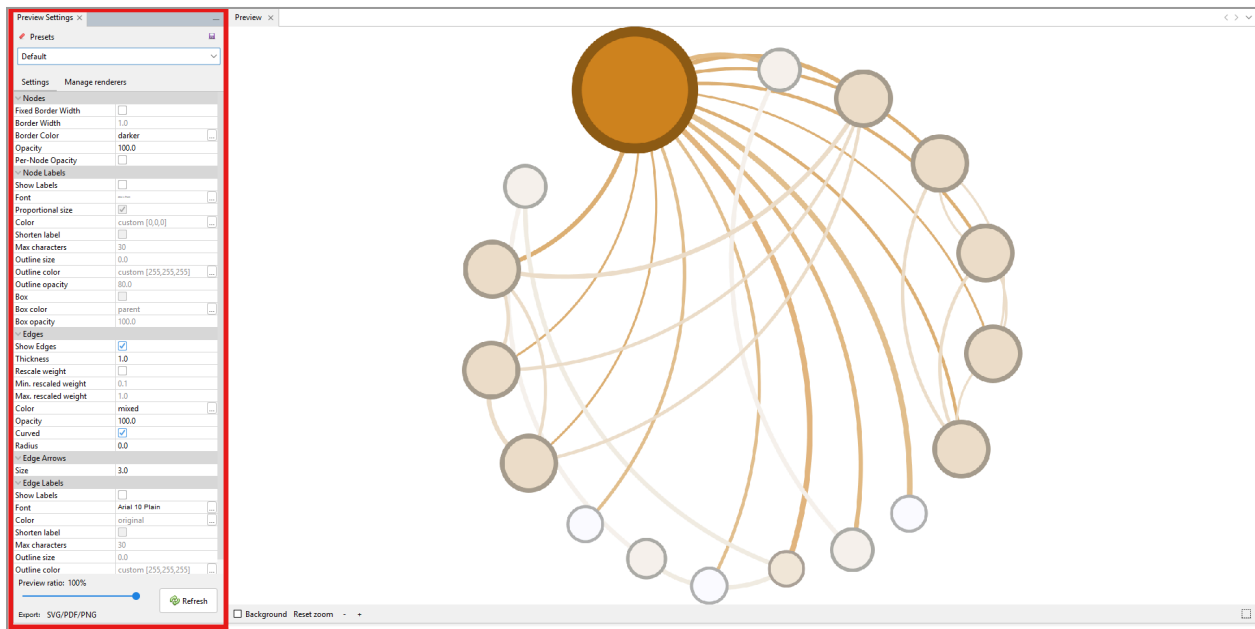 Preview Settings
Presets
Default
Settings Manage renderers
Nodes
Fixed Border Width
Border Width 1.0
Border Color darker ...
Opacity 100.0
Per-Node Opacity
Node Labels
Show Labels
Font ...
Proportional size
Color custom [0,0,0] ...
Shorten label
Max characters 30
Outline size 0.0
Outline color custom [255,255,255] ...
Outline opacity 80.0
Box
Box color parent ...
Box opacity 100.0
Edges
Show Edges
Thickness 1.0
Rescale weight
Min. rescaled weight 0.1
Max. rescaled weight 1.0
Color mixed ...
Opacity 100.0
Curved
Radius 0.0
Edge Arrows
Size 3.0
Edge Labels
Show Labels
Font Arial 10 Plain ...
Color original ...
Shorten label
Max characters 30
Outline size 0.0
Outline color custom [255,255,255] ...
Preview ratio: 100%
Refresh
Export: SVG/PDF/PNG
Preview
Background Reset zoom - +